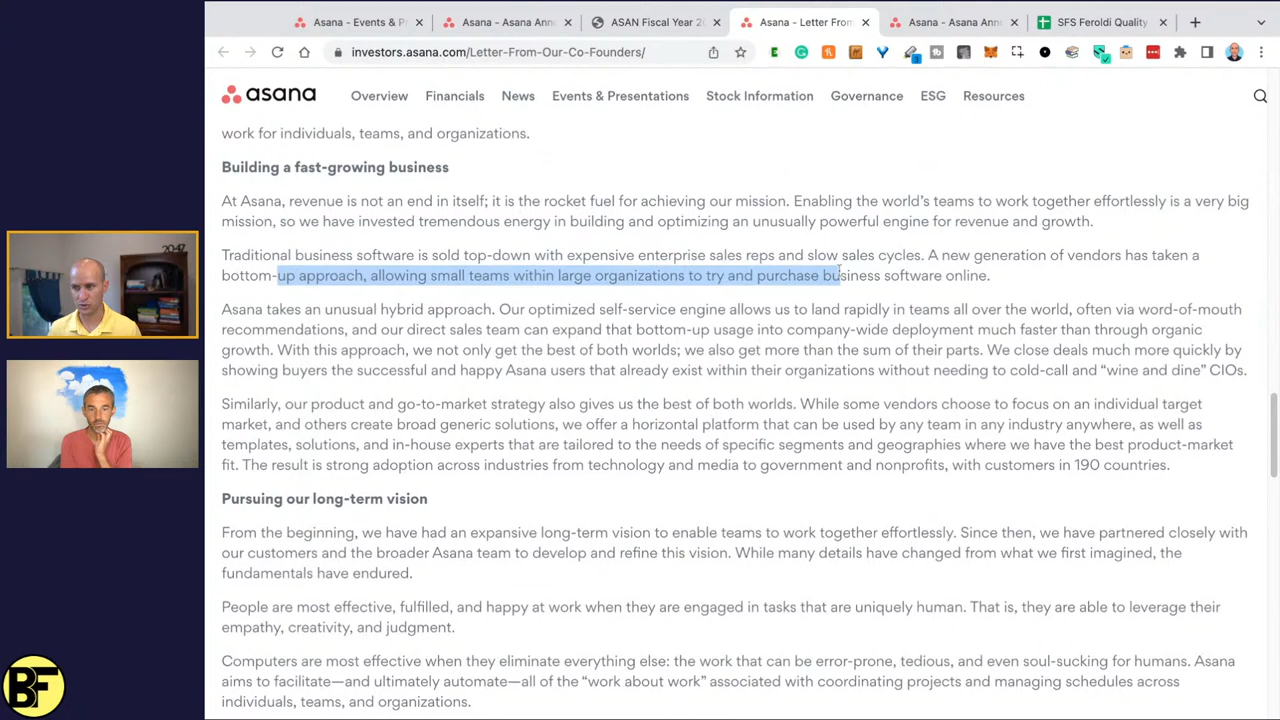 Asana - Events & Pr
Asana - Asana Anno
ASAN Fiscal Year 20
Asana - Letter From
Asana - Asana Anno
SFS Feroldi Quality
investors.asana.com/Letter-From-Our-Co-Founders/
3
asana
Overview
Financials
News
Events & Presentations
Stock Information
Governance
ESG
Resources
work for individuals, teams, and organizations.
Building a fast-growing business
At Asana, revenue is not an end in itself; it is the rocket fuel for achieving our mission. Enabling the world’s teams to work together effortlessly is a very big
mission, so we have invested tremendous energy in building and optimizing an unusually powerful engine for revenue and growth.
Traditional business software is sold top-down with expensive enterprise sales reps and slow sales cycles. A new generation of vendors has taken a
bottom-up approach, allowing small teams within large organizations to try and purchase business software online.
Asana takes an unusual hybrid approach. Our optimized self-service engine allows us to land rapidly in teams all over the world, often via word-of-mouth
recommendations, and our direct sales team can expand that bottom-up usage into company-wide deployment much faster than through organic
growth. With this approach, we not only get the best of both worlds; we also get more than the sum of their parts. We close deals much more quickly by
showing buyers the successful and happy Asana users that already exist within their organizations without needing to cold-call and “wine and dine” CIOs.
Similarly, our product and go-to-market strategy also gives us the best of both worlds. While some vendors choose to focus on an individual target
market, and others create broad generic solutions, we offer a horizontal platform that can be used by any team in any industry anywhere, as well as
templates, solutions, and in-house experts that are tailored to the needs of specific segments and geographies where we have the best product-market
fit. The result is strong adoption across industries from technology and media to government and nonprofits, with customers in 190 countries.
Pursuing our long-term vision
From the beginning, we have had an expansive long-term vision to enable teams to work together effortlessly. Since then, we have partnered closely with
our customers and the broader Asana team to develop and refine this vision. While many details have changed from what we first imagined, the
fundamentals have endured.
People are most effective, fulfilled, and happy at work when they are engaged in tasks that are uniquely human. That is, they are able to leverage their
empathy, creativity, and judgment.
Computers are most effective when they eliminate everything else: the work that can be error-prone, tedious, and even soul-sucking for humans. Asana
aims to facilitate—and ultimately automate—all of the “work about work” associated with coordinating projects and managing schedules across
individuals, teams, and organizations.
2047
BF